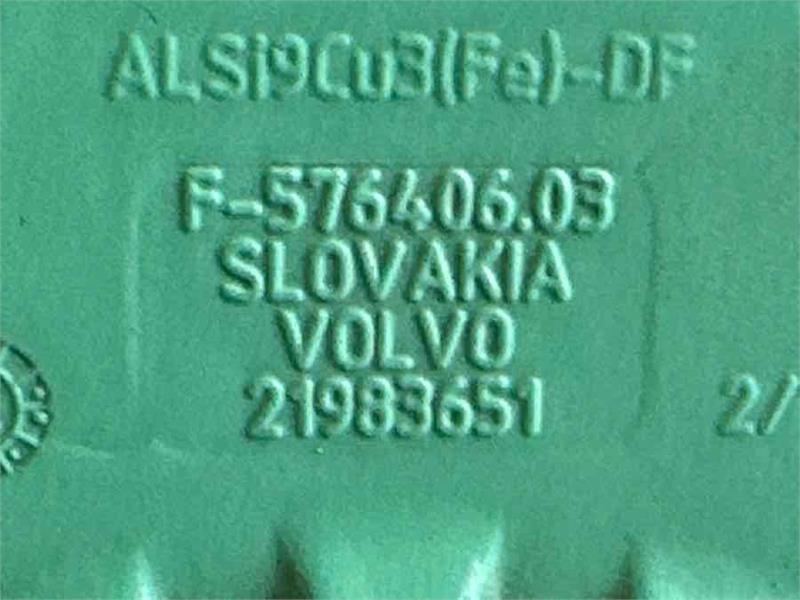 ALSi9Cu3(Fe)-DF
F-576406.03
SLOVAKIA
VOLVO
21983651
2/